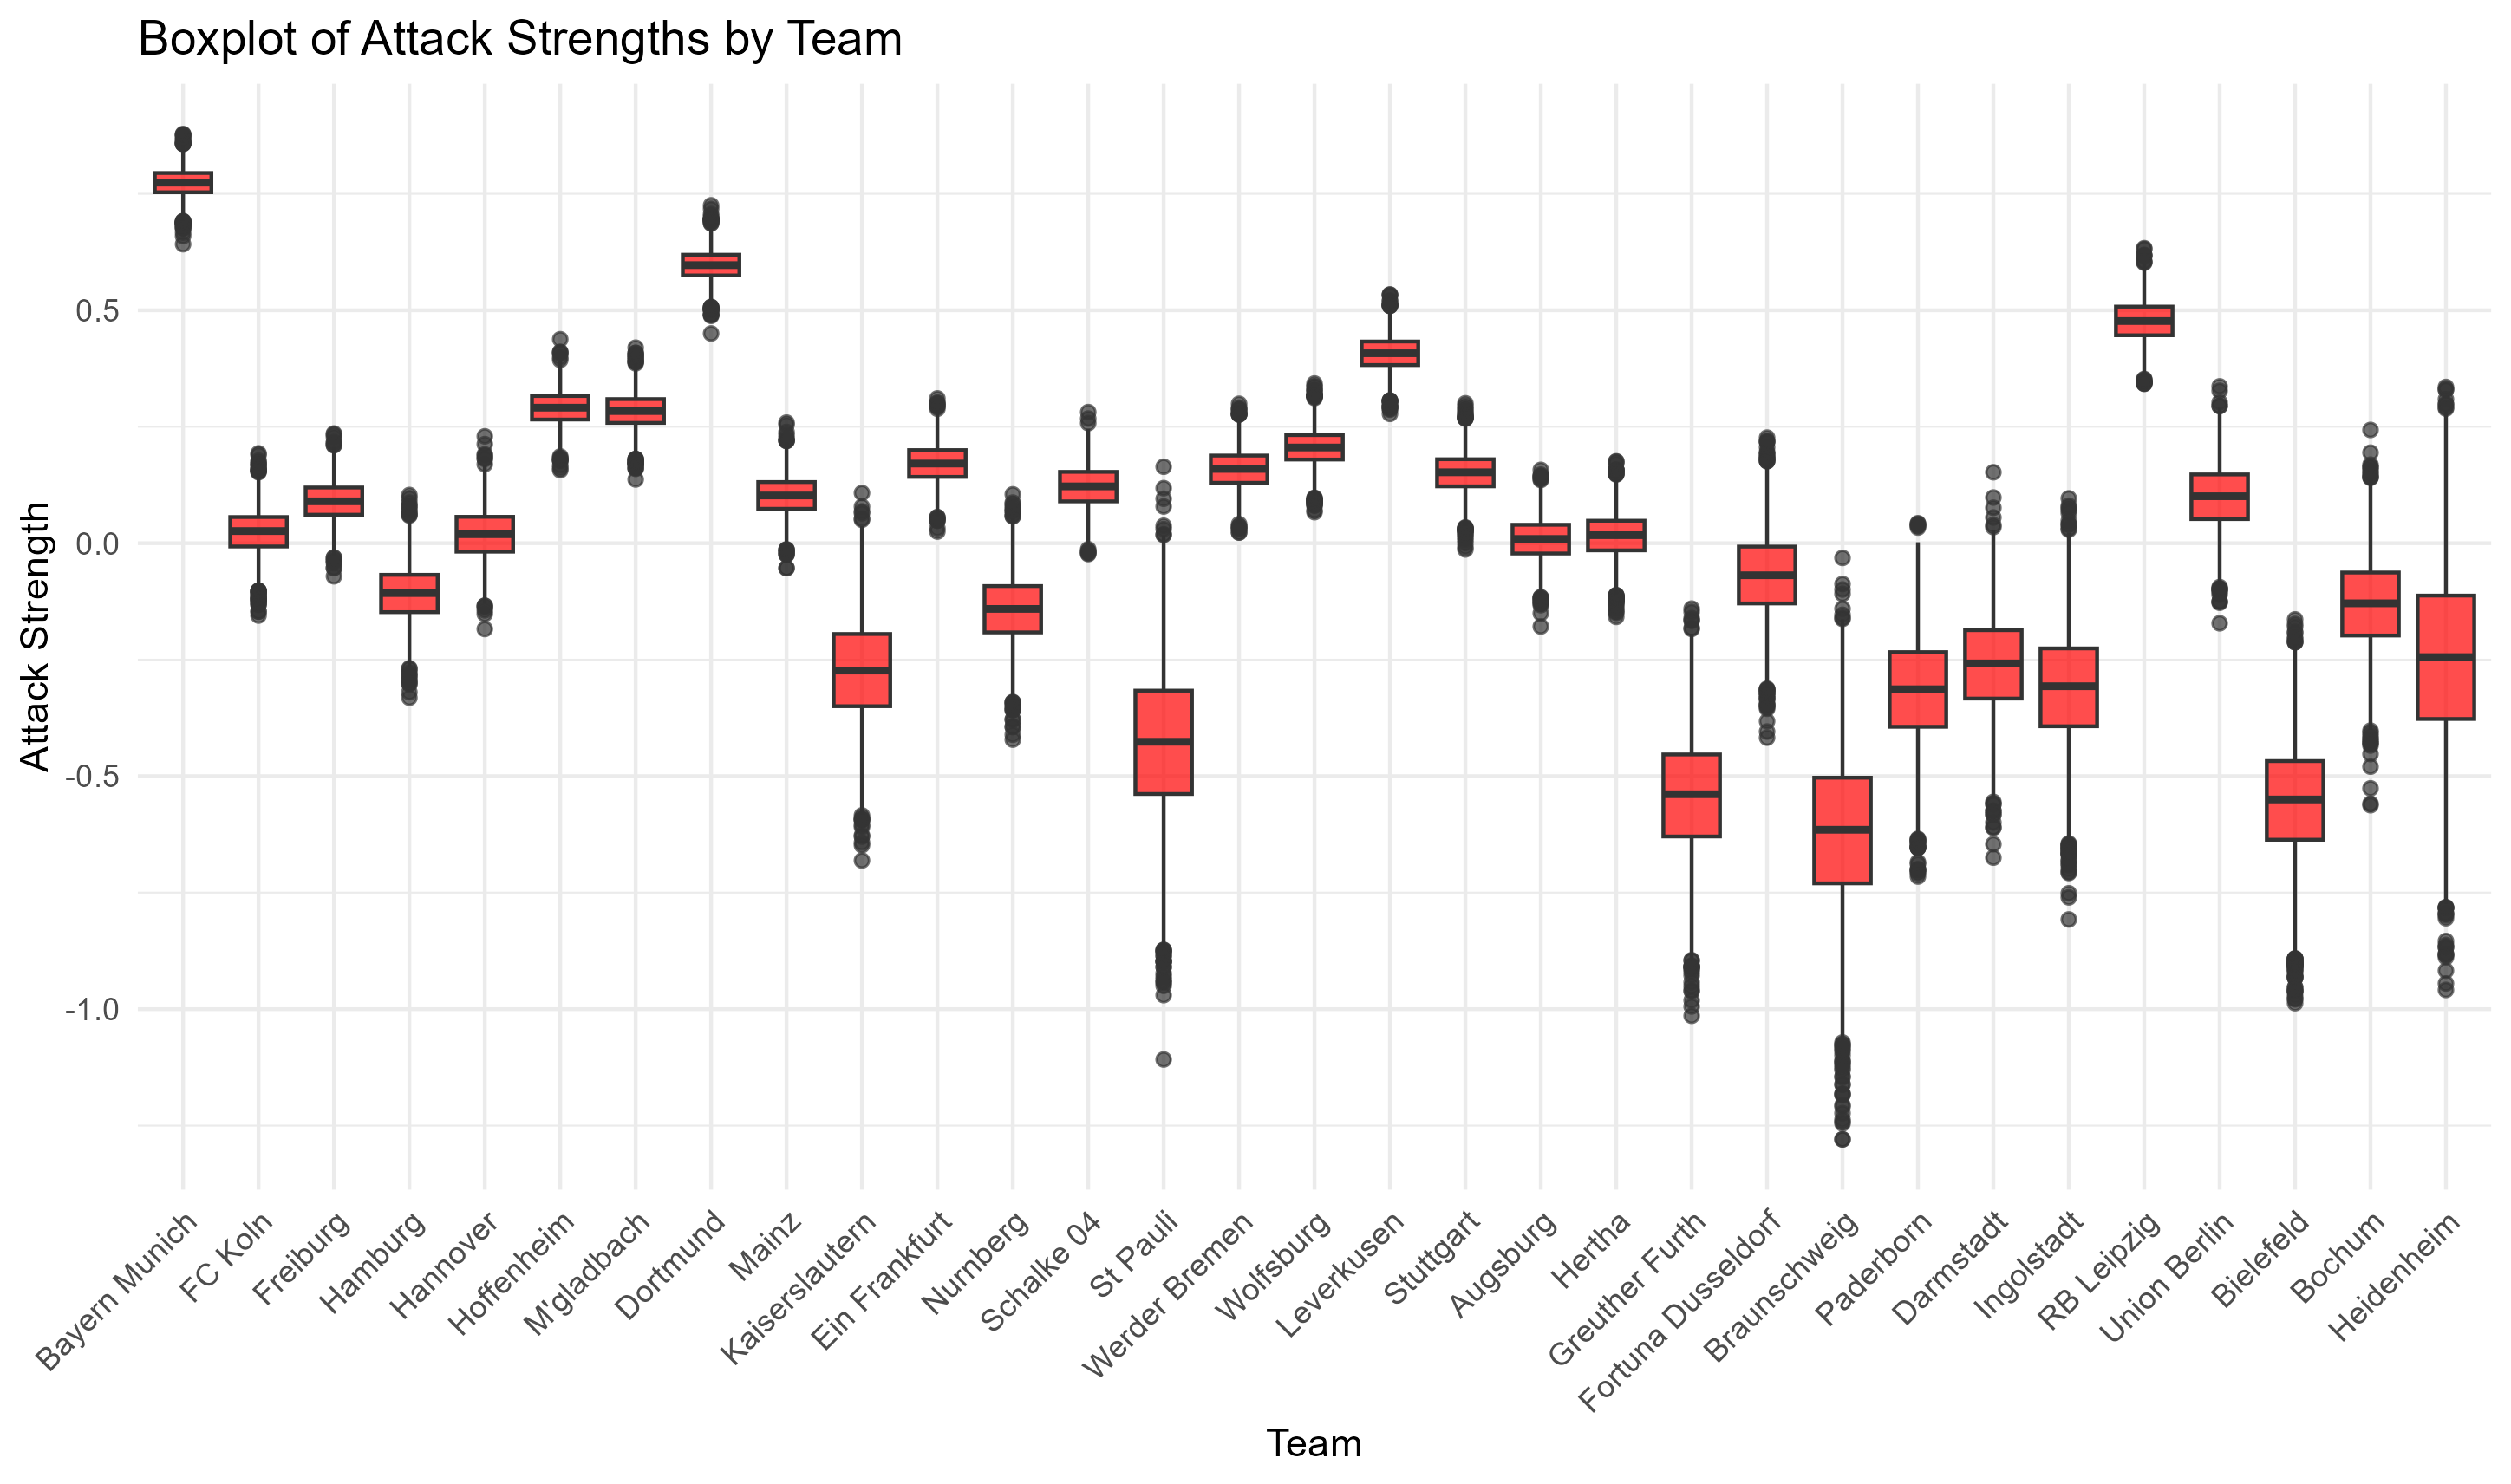 Boxplot of Attack Strengths by Team
Attack Strength
0.5
0.0
-0.5
-1.0
Bayern Munich
FC Koln
Freiburg
Hamburg
Hannover
Hoffenheim
M'gladbach
Dortmund
Mainz
Kaiserslautern
Ein Frankfurt
Nurnberg
Schalke 04
St Pauli
Werder Bremen
Wolfsburg
Leverkusen
Stuttgart
Augsburg
Hertha
Greuther Furth
Fortuna Dusseldorf
Braunschweig
Paderborn
Darmstadt
Ingolstadt
RB Leipzig
Union Berlin
Bielefeld
Bochum
Heidenheim
Team